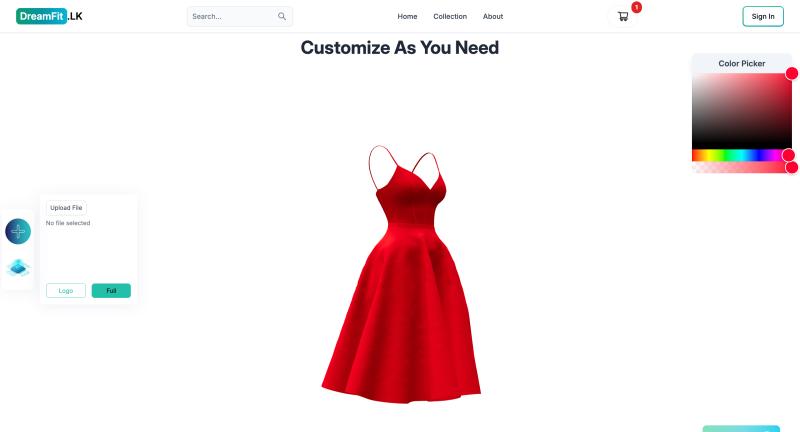 DreamFit.LK
Search...
Home
Collection
About
1
Sign In
Customize As You Need
Color Picker
Upload File
No file selected
Logo
Full